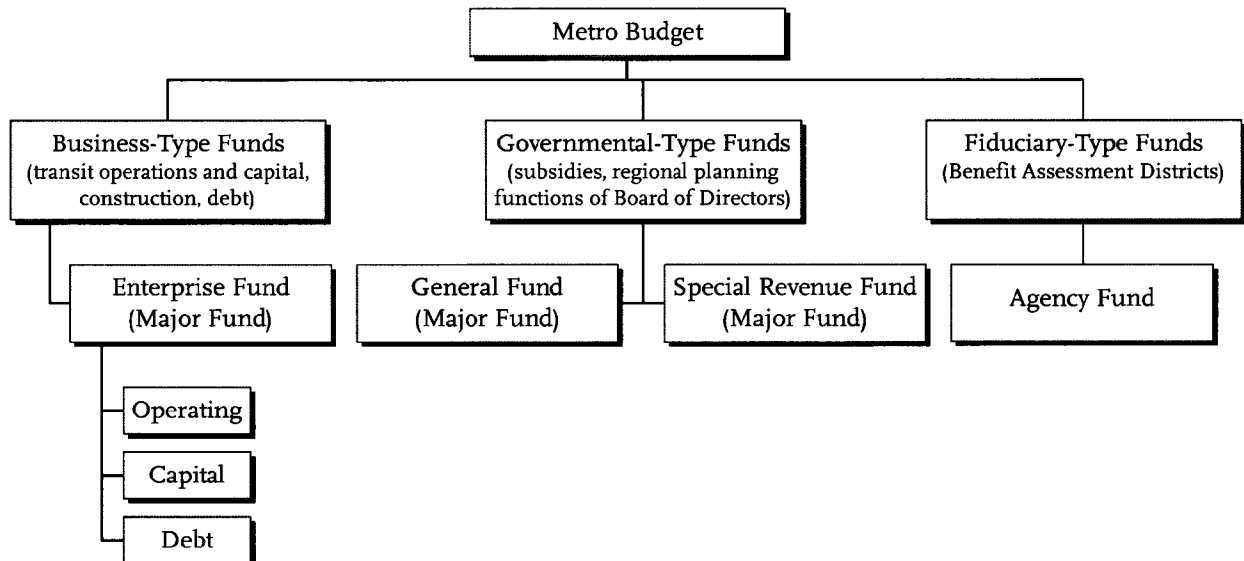 Metro Budget
Business-Type Funds
(transit operations and capital,
construction, debt)
Governmental-Type Funds
(subsidies, regional planning
functions of Board of Directors)
Fiduciary-Type Funds
(Benefit Assessment Districts)
Enterprise Fund
(Major Fund)
General Fund
(Major Fund)
Special Revenue Fund
(Major Fund)
Agency Fund
Operating
Capital
Debt